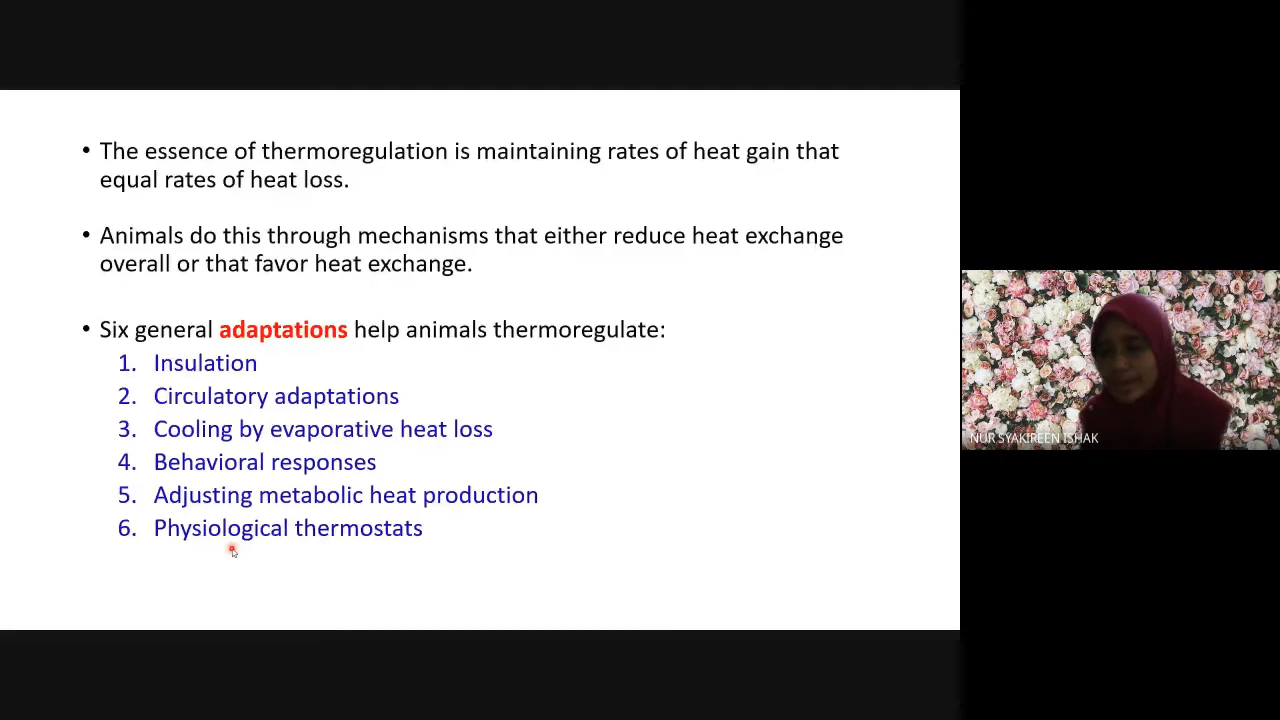 • The essence of thermoregulation is maintaining rates of heat gain that
equal rates of heat loss.
• Animals do this through mechanisms that either reduce heat exchange
overall or that favor heat exchange.
• Six general adaptations help animals thermoregulate:
1. Insulation
2. Circulatory adaptations
3. Cooling by evaporative heat loss
4. Behavioral responses
5. Adjusting metabolic heat production
6. Physiological thermostats
NUR SYAKIREEN ISHAK